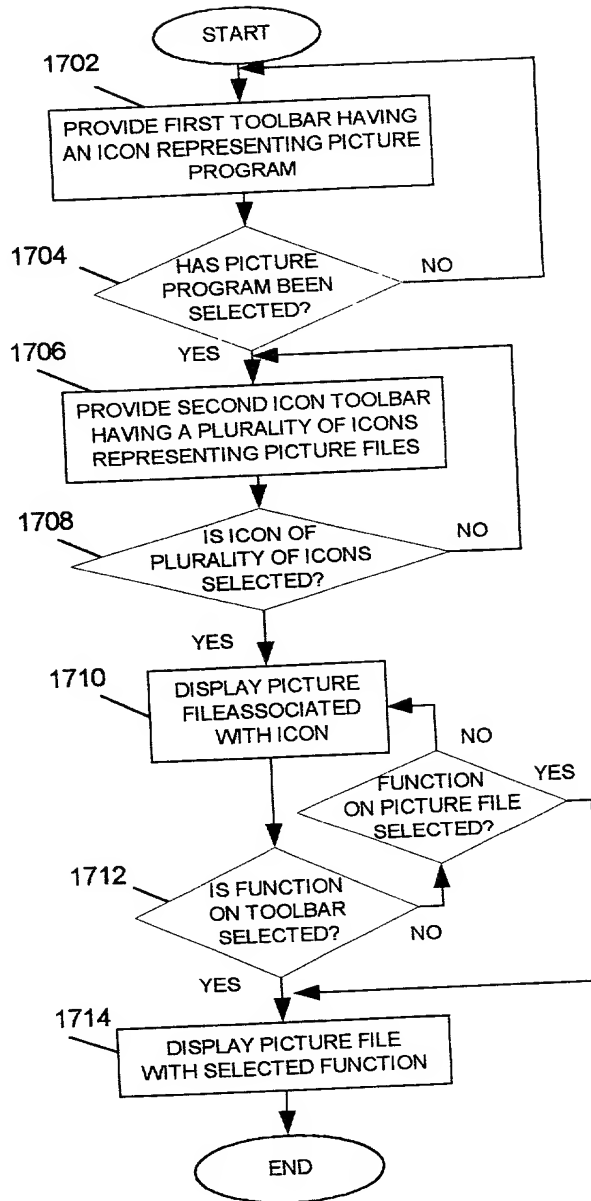 START
1702
PROVIDE FIRST TOOLBAR HAVING
AN ICON REPRESENTING PICTURE
PROGRAM
1704
HAS PICTURE
PROGRAM BEEN
SELECTED?
NO
YES
1706
PROVIDE SECOND ICON TOOLBAR
HAVING A PLURALITY OF ICONS
REPRESENTING PICTURE FILES
1708
IS ICON OF
PLURALITY OF ICONS
SELECTED?
NO
YES
1710
DISPLAY PICTURE
FILEASSOCIATED
WITH ICON
NO
YES
FUNCTION
ON PICTURE FILE
SELECTED?
1712
IS FUNCTION
ON TOOLBAR
SELECTED?
NO
YES
1714
DISPLAY PICTURE FILE
WITH SELECTED FUNCTION
END